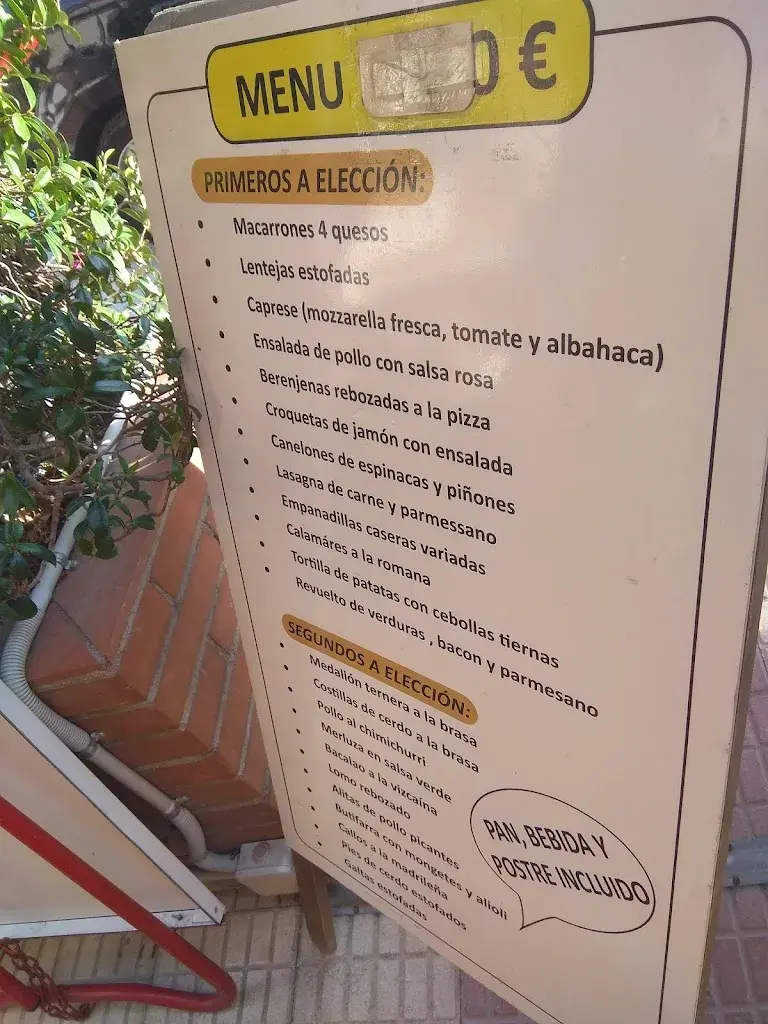 MENU 0 €
PRIMEROS A ELECCIÓN:
• Macarrones 4 quesos
• Lentejas estofadas
• Caprese (mozzarella fresca, tomate y albahaca)
• Ensalada de pollo con salsa rosa
• Berenjenas rebozadas a la pizza
• Croquetas de jamón con ensalada
• Canelones de espinacas y piñones
• Lasagna de carne y parmessano
• Empanadillas caseras variadas
• Calamáres a la romana
• Tortilla de patatas con cebollas tiernas
• Revuelto de verduras , bacon y parmesano
SEGUNDOS A ELECCIÓN:
• Medallón ternera a la brasa
• Costillas de cerdo a la brasa
• Pollo al chimichurri
• Merluza en salsa verde
• Bacalao a la vizcaína
• Lomo rebozado
• Alitas de pollo picantes
• Butifarra con mongetes y alioli
• Callos a la madrileña
• Pies de cerdo estofados
• Galtas estofadas
PAN, BEBIDA Y
POSTRE INCLUIDO